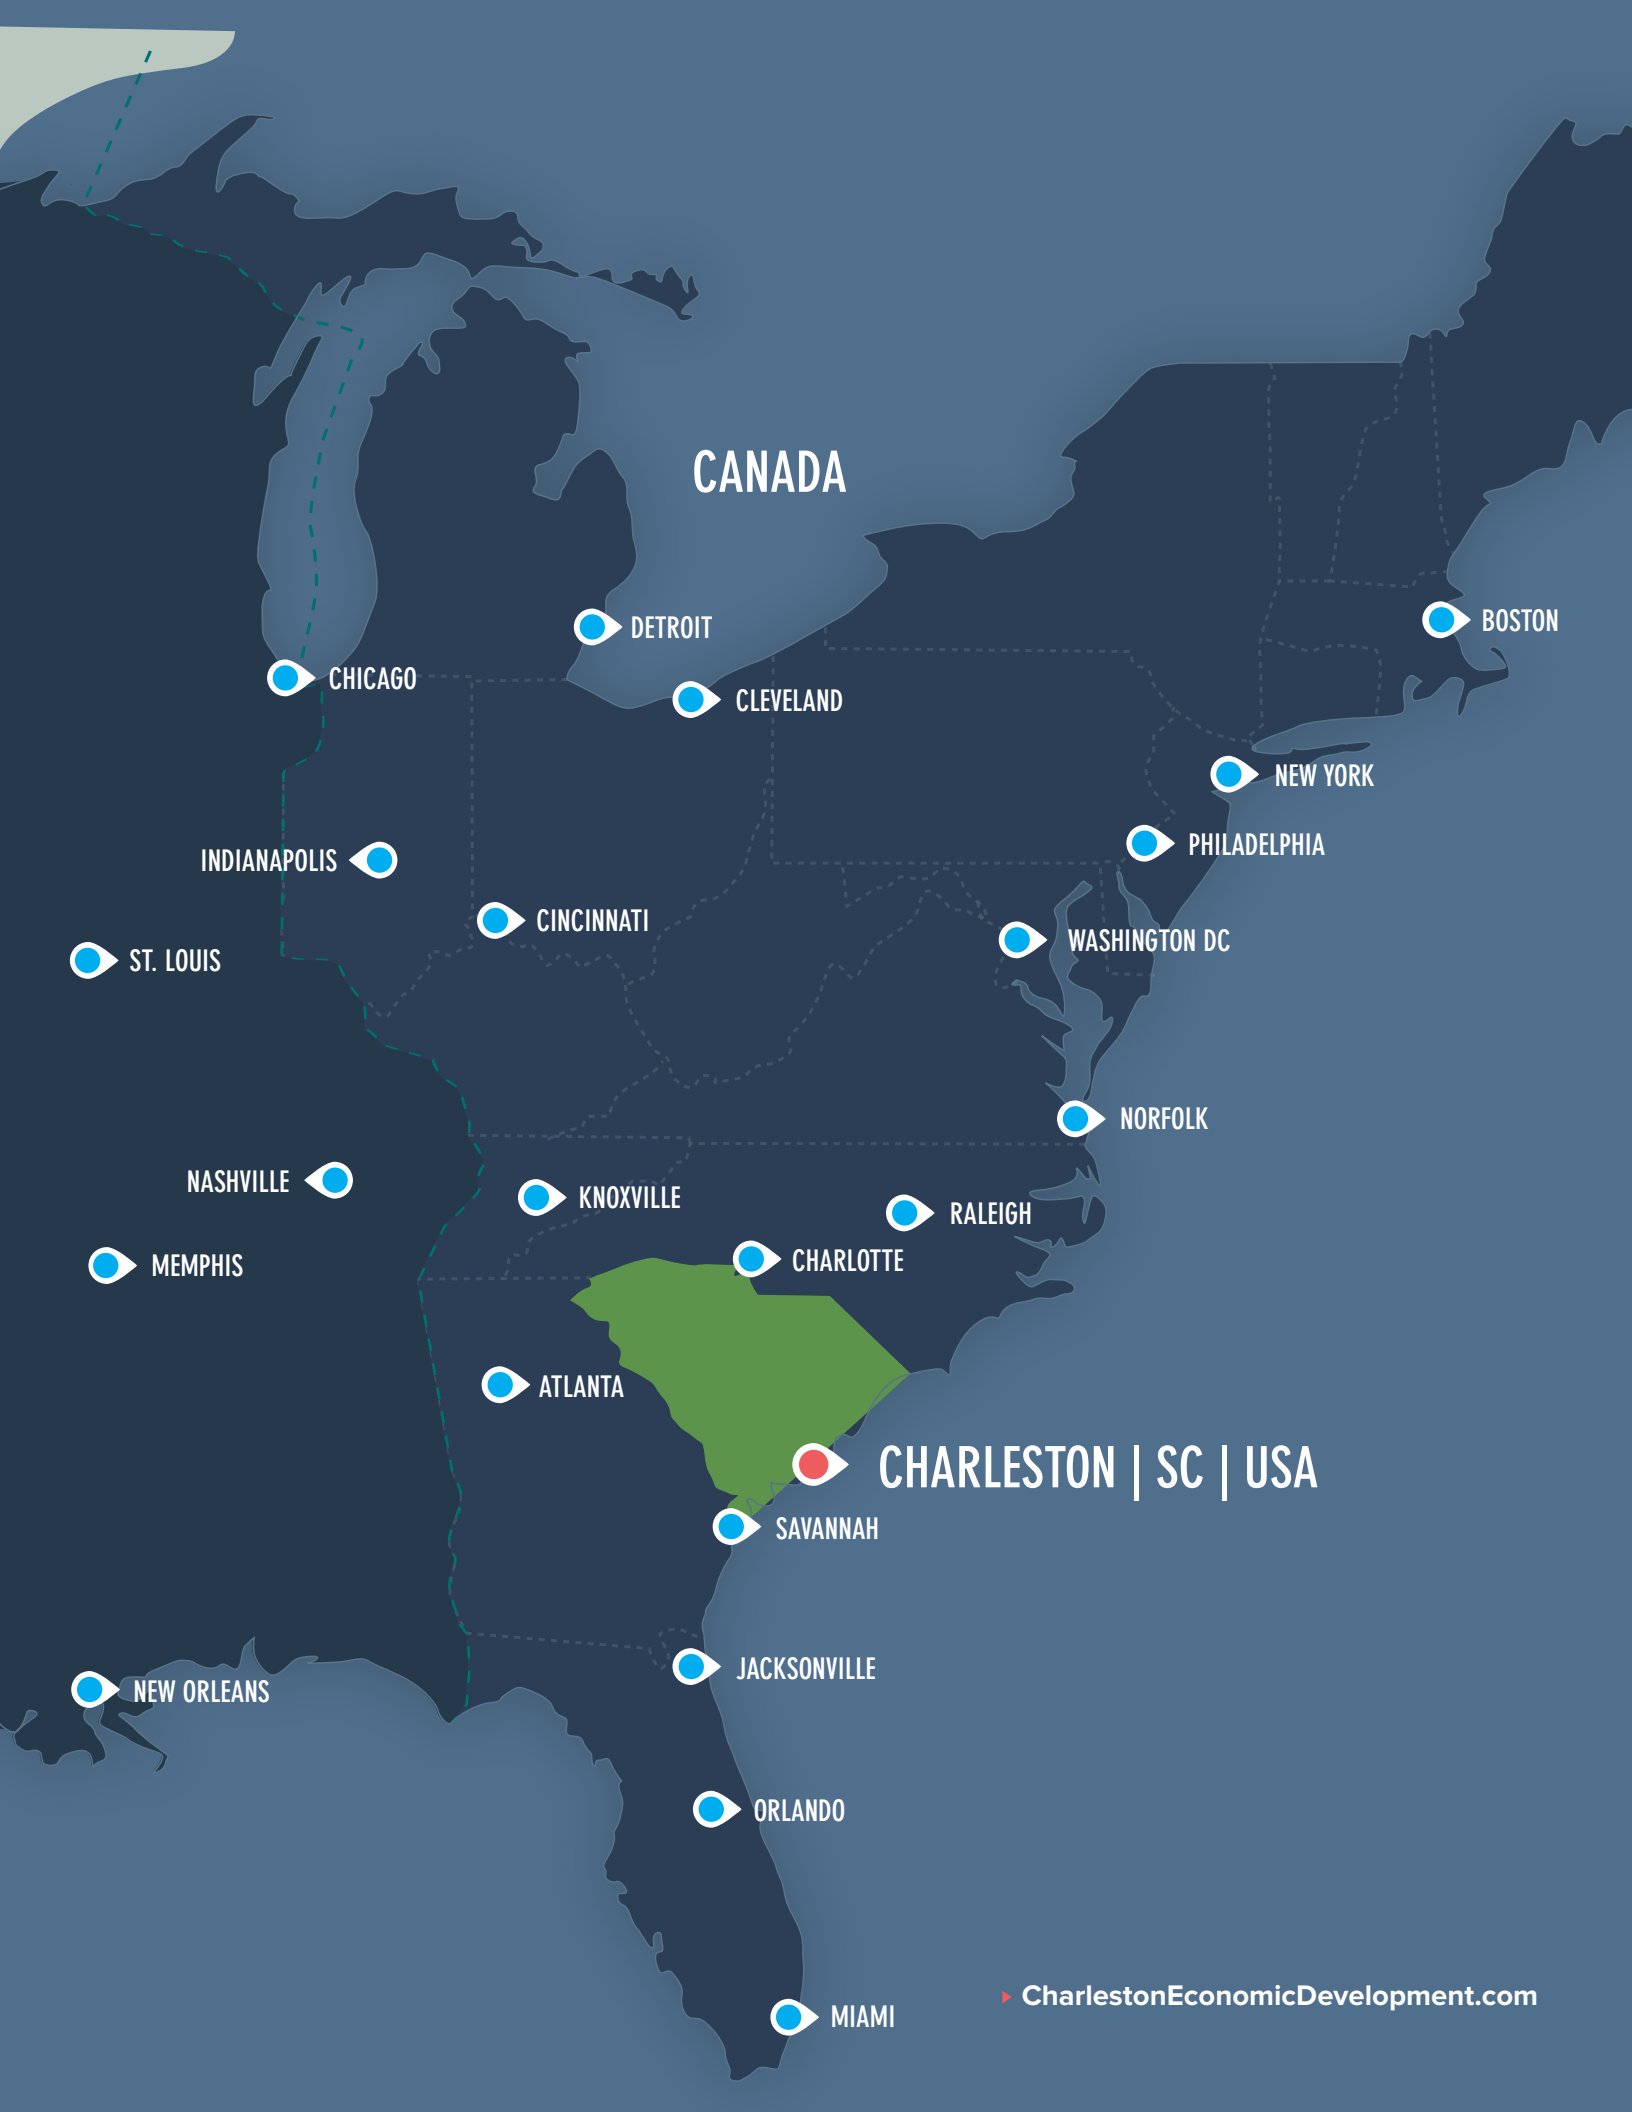 CANADA
BOSTON
DETROIT
CHICAGO
CLEVELAND
NEW YORK
PHILADELPHIA
INDIANAPOLIS
CINCINNATI
WASHINGTON DC
ST. LOUIS
NORFOLK
NASHVILLE
KNOXVILLE
RALEIGH
CHARLOTTE
MEMPHIS
ATLANTA
CHARLESTON | SC | USA
SAVANNAH
JACKSONVILLE
NEW ORLEANS
ORLANDO
CharlestonEconomicDevelopment.com
MIAMI